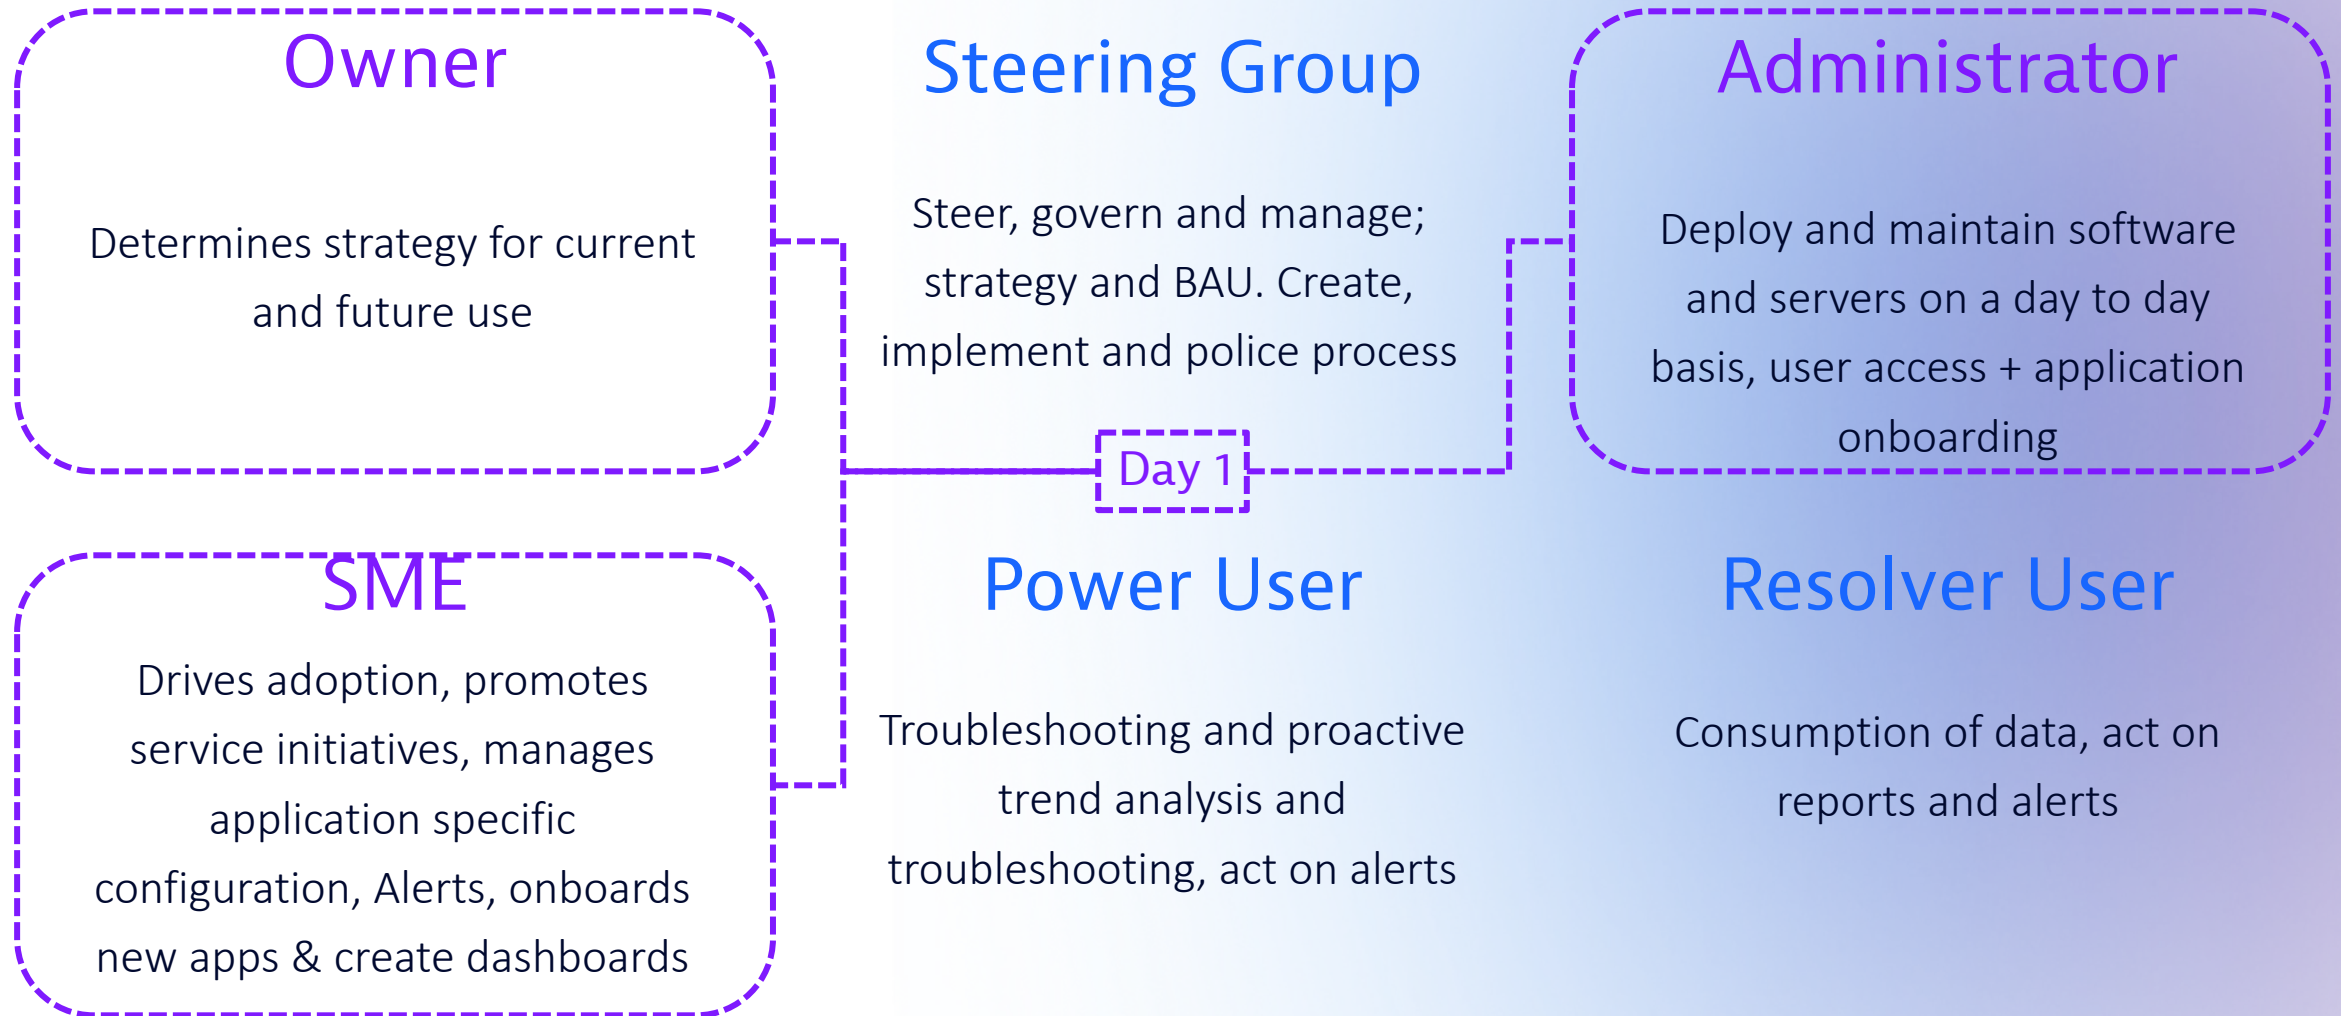 Owner
Determines strategy for current
and future use
Steering Group
Steer, govern and manage;
strategy and BAU. Create,
implement and police process
Administrator
Deploy and maintain software
and servers on a day to day
basis, user access + application
onboarding
Day 1
SME
Drives adoption, promotes
service initiatives, manages
application specific
configuration, Alerts, onboards
new apps & create dashboards
Power User
Troubleshooting and proactive
trend analysis and
troubleshooting, act on alerts
Resolver User
Consumption of data, act on
reports and alerts